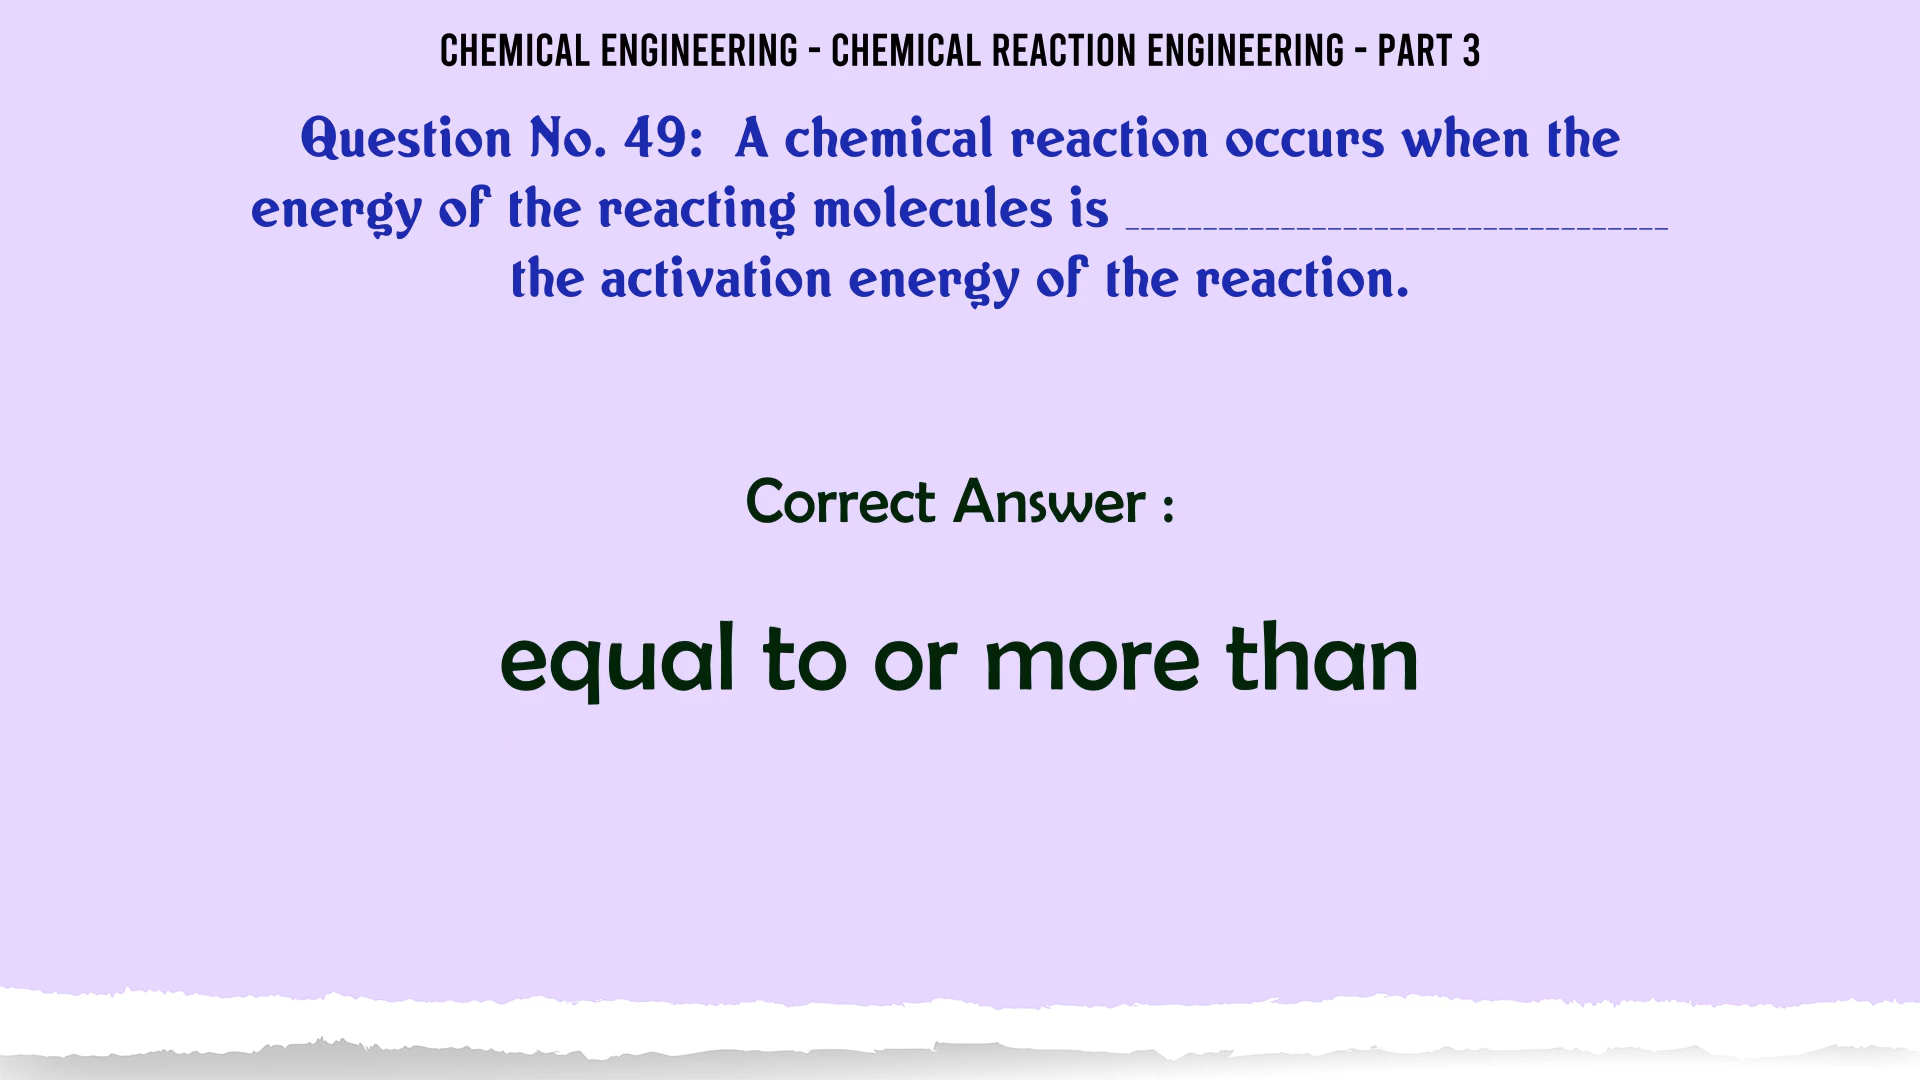 CHEMICAL ENGINEERING - CHEMICAL REACTION ENGINEERING - PART 3
Question No. 49:  A chemical reaction occurs when the
energy of the reacting molecules is ___________________________________
the activation energy of the reaction.
Correct Answer :
equal to or more than